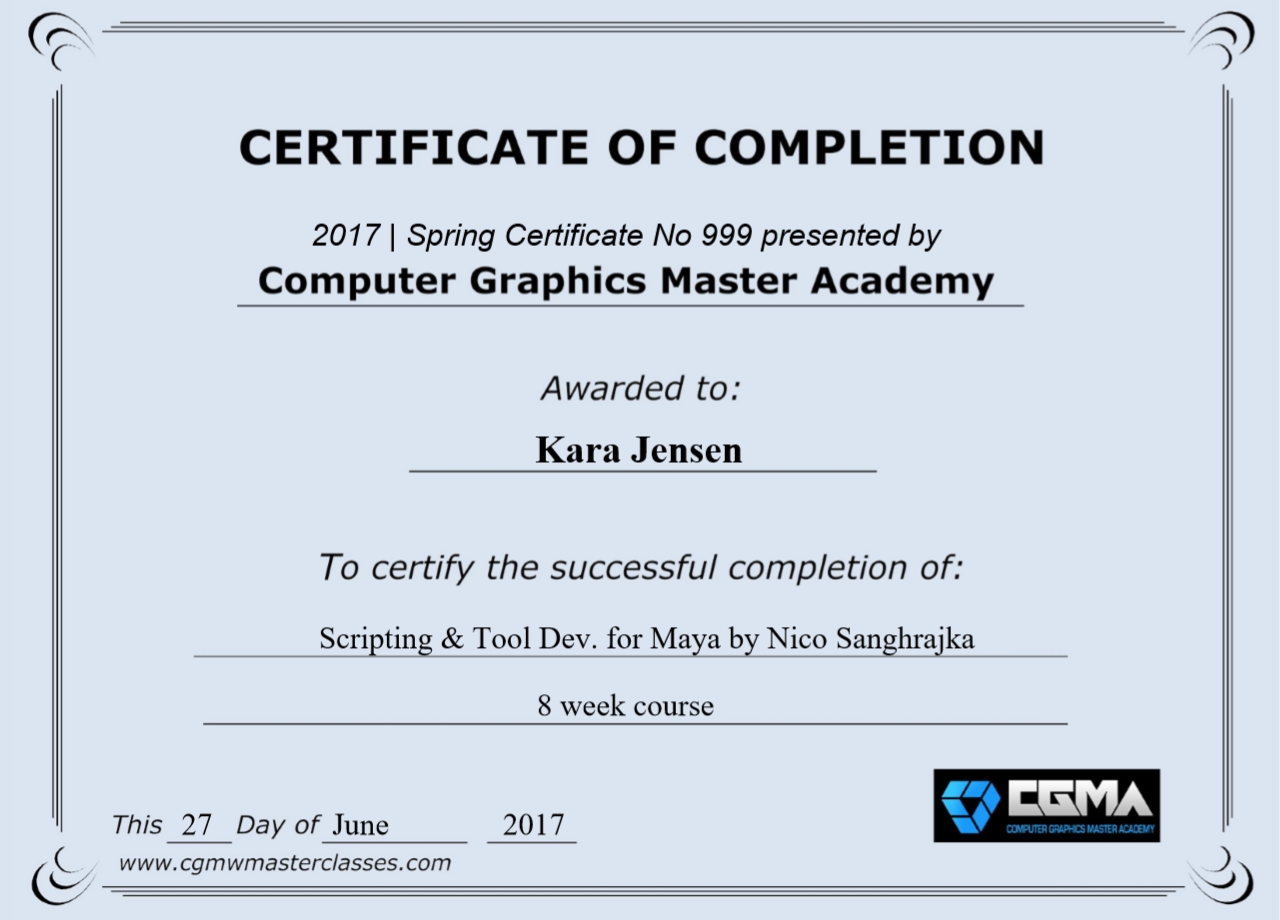 CERTIFICATE OF COMPLETION
2017 | Spring Certificate No 999 presented by
Computer Graphics Master Academy
Awarded to:
Kara Jensen
To certify the successful completion of:
Scripting & Tool Dev. for Maya by Nico Sanghrajka
8 week course
This 27 Day of June 2017
www.cgmwmasterclasses.com
CGMA
COMPUTER GRAPHICS MASTER ACADEMY